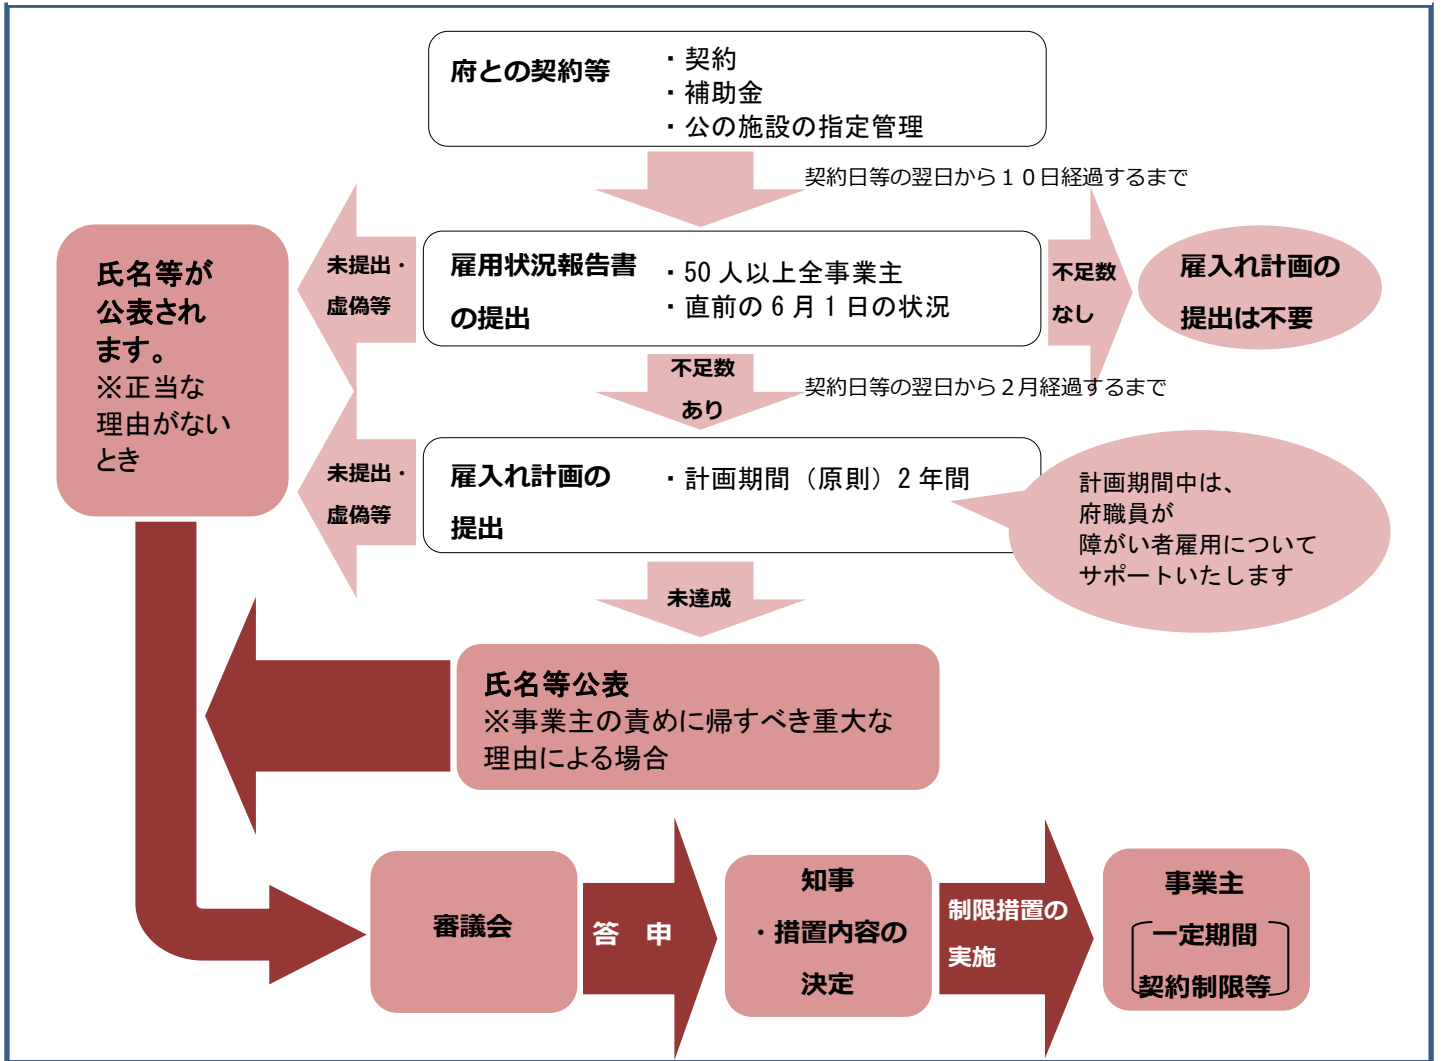 府との契約等
・契約
・補助金
・公の施設の指定管理
契約日等の翌日から１０日経過するまで
氏名等が
公表され
ます。
※正当な
理由がない
とき
未提出・
虚偽等
雇用状況報告書
の提出
・50 人以上全事業主
・直前の 6 月 1 日の状況
不足数
なし
雇入れ計画の
提出は不要
不足数
あり
契約日等の翌日から２月経過するまで
未提出・
虚偽等
雇入れ計画の
提出
・計画期間（原則）2 年間
計画期間中は、
府職員が
障がい者雇用について
サポートいたします
未達成
氏名等公表
※事業主の責めに帰すべき重大な
理由による場合
審議会
答　申
知事
・措置内容の
決定
制限措置の
実施
事業主
一定期間
契約制限等